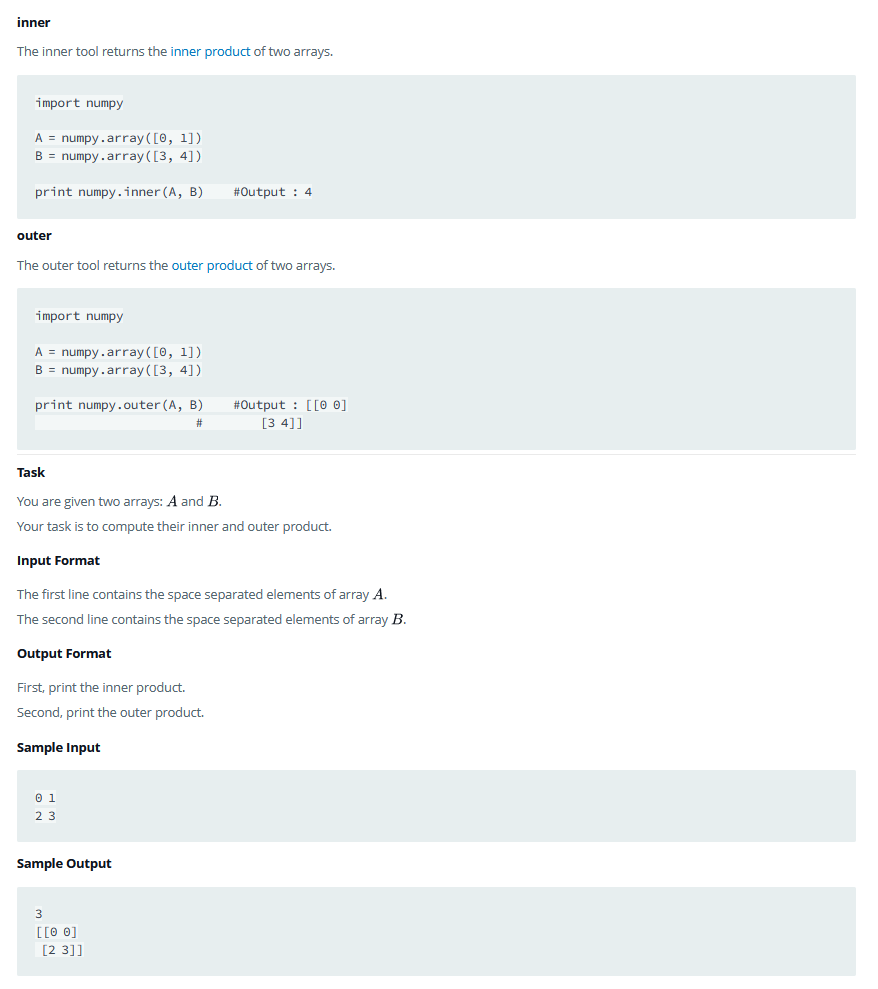 inner
The inner tool returns the inner product of two arrays.
import numpy
A = numpy.array([0, 1])
B = numpy.array([3, 4])
print numpy.inner(A, B)    #Output : 4
outer
The outer tool returns the outer product of two arrays.
import numpy
A = numpy.array([0, 1])
B = numpy.array([3, 4])
print numpy.outer(A, B)    #Output : [[0 0]
#        [3 4]]
Task
You are given two arrays: A and B.
Your task is to compute their inner and outer product.
Input Format
The first line contains the space separated elements of array A.
The second line contains the space separated elements of array B.
Output Format
First, print the inner product.
Second, print the outer product.
Sample Input
0 1
2 3
Sample Output
3
[[0 0]
[2 3]]